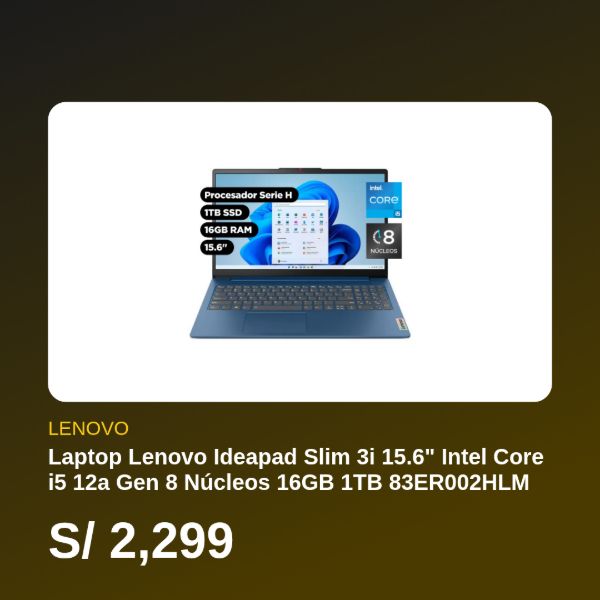 Procesador Serie H
1TB SSD
16GB RAM
15.6"
intel.
CORE
i5
8
NÚCLEOS
LENOVO
Laptop Lenovo Ideapad Slim 3i 15.6" Intel Core
i5 12a Gen 8 Núcleos 16GB 1TB 83ER002HLM
S/ 2,299